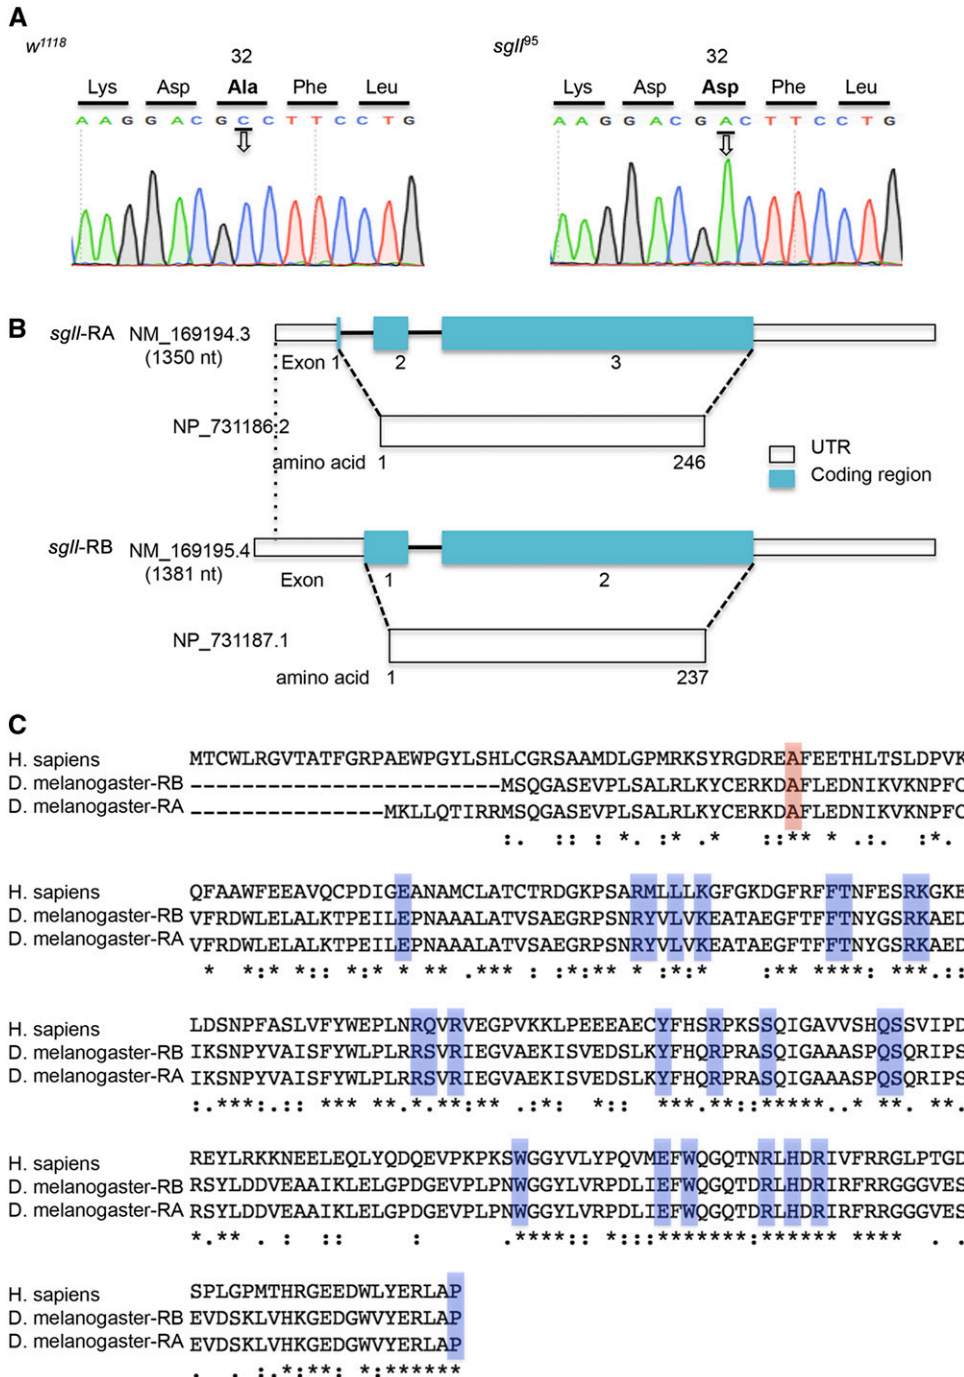 A
w1118
sgll95
32
32
Lys Asp Ala Phe Leu
Lys Asp Asp Phe Leu
A A G G A C G C C T T C C T G
A A G G A C G A C T T C C T G
B
sgll-RA
NM_169194.3
(1350 nt)
Exon 1 2 3
NP_731186.2
amino acid 1 246
UTR
Coding region
sgll-RB
NM_169195.4
(1381 nt)
Exon 1 2
NP_731187.1
amino acid 1 237
C
H. sapiens MTCWLRGVTATFGRPAEWPGYLSHLCGRSAAMDLGPMRKSYRGDREAFEETHLTSLDPVK
D. melanogaster-RB ------------------------MSQGASEVPLSALRLKYCERKDAFLEDNIKVKNPFC
D. melanogaster-RA ---------------MKLLQTIRRMSQGASEVPLSALRLKYCERKDAFLEDNIKVKNPFC
:. :: : *. : * * ::** * .: . :*.
H. sapiens QFAAWFEEAVQCPDIGEANAMCLATCTRDGKPSARMLLLKGFGKDGFRFFTNFESRKGKE
D. melanogaster-RB VFRDWLELALKTPEILEPNAAALATVSAEGRPSNRYVLVKEATAEGFTFFTNYGSRKAED
D. melanogaster-RA VFRDWLELALKTPEILEPNAAALATVSAEGRPSNRYVLVKEATAEGFTFFTNYGSRKAED
* *:* *:: *:* *.** .*** : :*:** * :*:* :** ****: ***.::
H. sapiens LDSNPFASLVFYWEPLNRQVRVEGPVKKLPEEEAECYFHSRPKSSQIGAVVSHQSSVIPD
D. melanogaster-RB IKSNPYVAISFYWLPLRRSVRIEGVAEKISVEDSLKYFHQRPRASQIGAAASPQSQRIPS
D. melanogaster-RA IKSNPYVAISFYWLPLRRSVRIEGVAEKISVEDSLKYFHQRPRASQIGAAASPQSQRIPS
:.***:.:: *** **.*.**:** .:*: *:: ***.**::*****..* **. **.
H. sapiens REYLRKKNEELEQLYQDQEVPKPKSWGGYVLYPQVMEFWQGQTNRLHDRIVFRRGLPTGD
D. melanogaster-RB RSYLDDVEAAIKLELGPDGEVPLPNWGGYLVRPDLIEFWQGQTDRLHDRIRFRRGGGVES
D. melanogaster-RA RSYLDDVEAAIKLELGPDGEVPLPNWGGYLVRPDLIEFWQGQTDRLHDRIRFRRGGGVES
*.** . : :: : .****:: *:::*******:****** **** . .
H. sapiens SPLGPMTHRGEEDWLYERLAP
D. melanogaster-RB EVDSKLVHKGEDGWVYERLAP
D. melanogaster-RA EVDSKLVHKGEDGWVYERLAP
. . :.*:**:.*:******